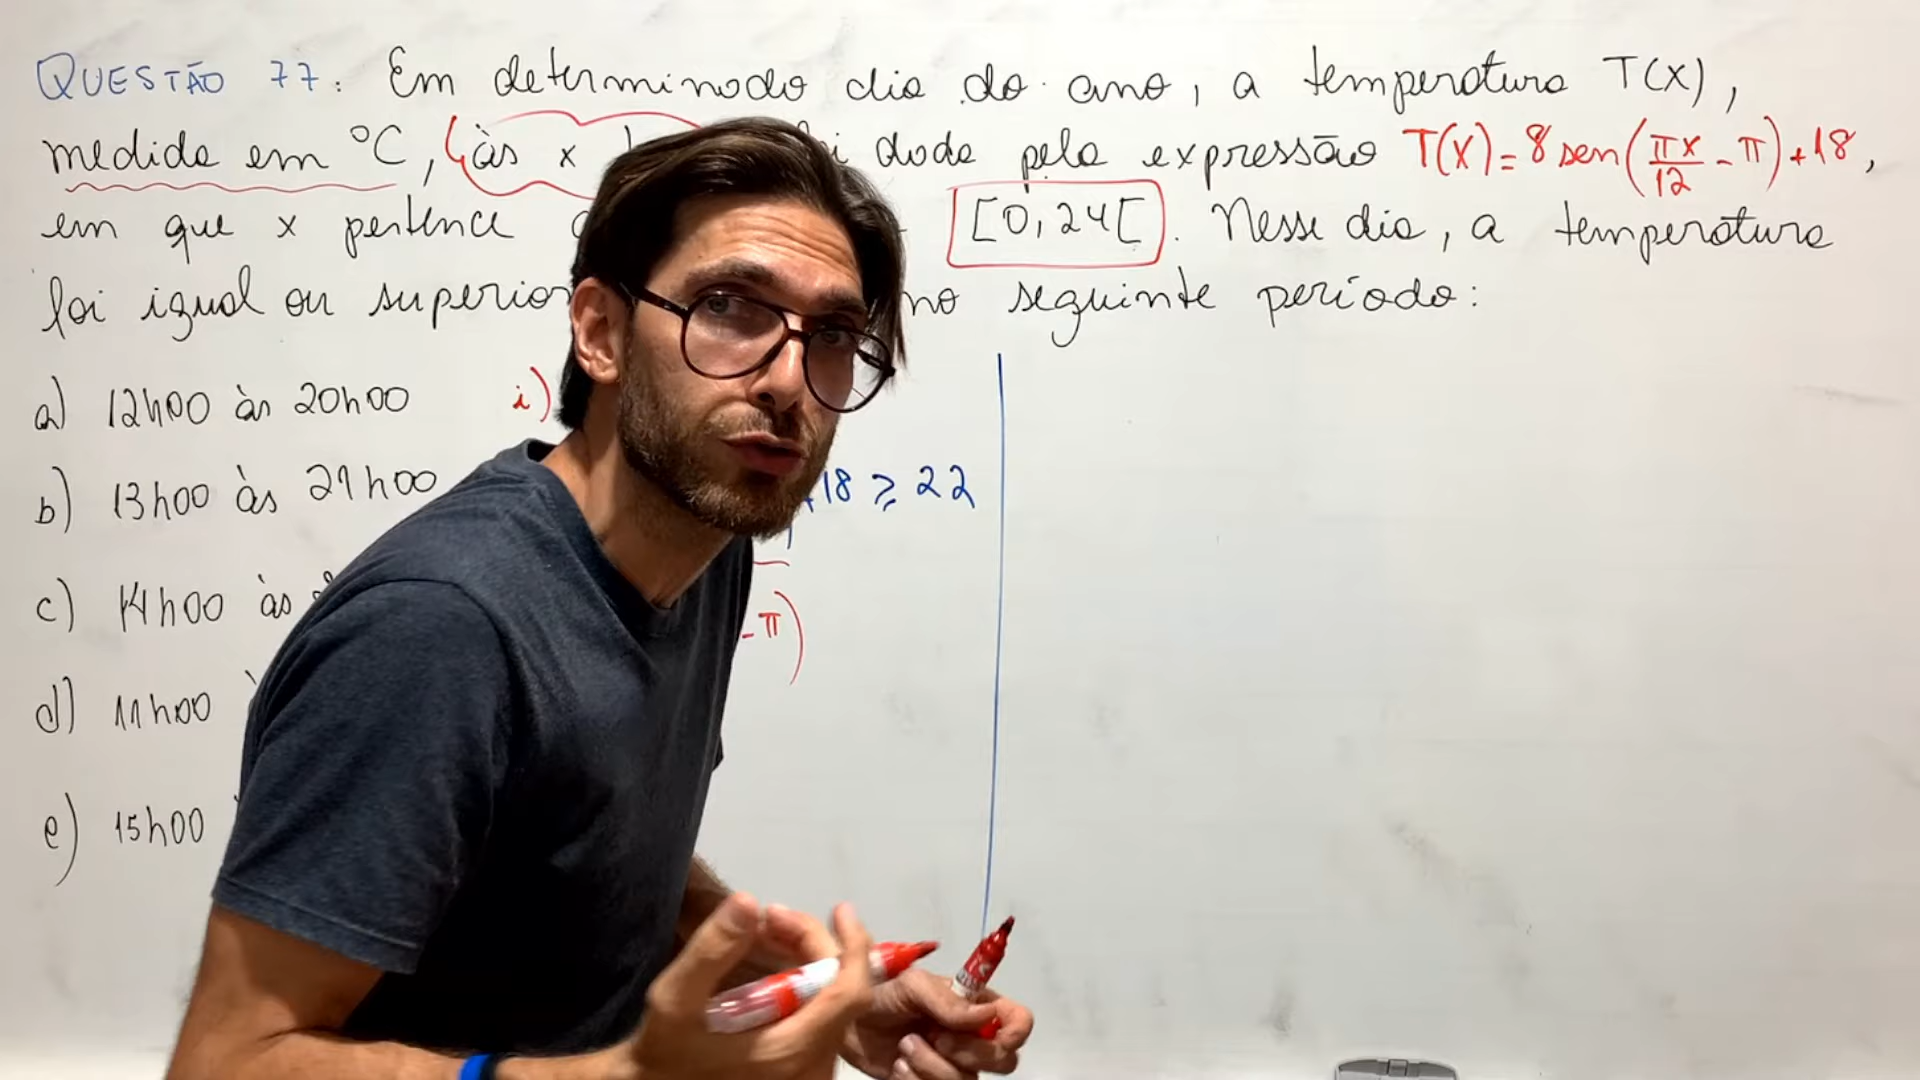 QUESTÃO 77: Em determinado dia do ano, a temperatura T(X),
medida em °C, às x dada pela expressão T(X)=8 sen(πx/12 - π)+18,
em que x pertence [0,24[. Nesse dia, a temperatura
foi igual ou superior no seguinte período:
a) 12h00 às 20h00 i)
b) 13h00 às 21h00 +18 ≥ 22
c) 14h00 às - π)
d) 11h00
e) 15h00